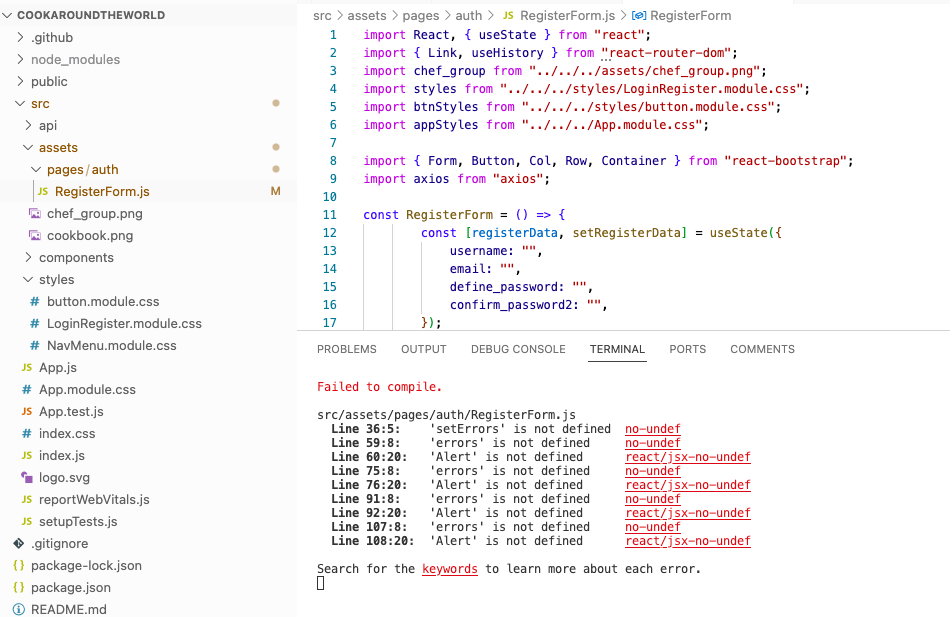 COOKAROUNDTHEWORLD
.github
node_modules
public
src
api
assets
pages / auth
JS RegisterForm.js M
chef_group.png
cookbook.png
components
styles
# button.module.css
# LoginRegister.module.css
# NavMenu.module.css
JS App.js
# App.module.css
JS App.test.js
# index.css
JS index.js
logo.svg
JS reportWebVitals.js
JS setupTests.js
.gitignore
{} package-lock.json
{} package.json
README.md
src > assets > pages > auth > JS RegisterForm.js > RegisterForm
1 import React, { useState } from "react";
2 import { Link, useHistory } from "react-router-dom";
3 import chef_group from "../../../assets/chef_group.png";
4 import styles from "../../../styles/LoginRegister.module.css";
5 import btnStyles from "../../../styles/button.module.css";
6 import appStyles from "../../../App.module.css";
7
8 import { Form, Button, Col, Row, Container } from "react-bootstrap";
9 import axios from "axios";
10
11 const RegisterForm = () => {
12 const [registerData, setRegisterData] = useState({
13 username: "",
14 email: "",
15 define_password: "",
16 confirm_password2: "",
17 });
PROBLEMS OUTPUT DEBUG CONSOLE TERMINAL PORTS COMMENTS
Failed to compile.
src/assets/pages/auth/RegisterForm.js
Line 36:5: 'setErrors' is not defined no-undef
Line 59:8: 'errors' is not defined no-undef
Line 60:20: 'Alert' is not defined react/jsx-no-undef
Line 75:8: 'errors' is not defined no-undef
Line 76:20: 'Alert' is not defined react/jsx-no-undef
Line 91:8: 'errors' is not defined no-undef
Line 92:20: 'Alert' is not defined react/jsx-no-undef
Line 107:8: 'errors' is not defined no-undef
Line 108:20: 'Alert' is not defined react/jsx-no-undef
Search for the keywords to learn more about each error.